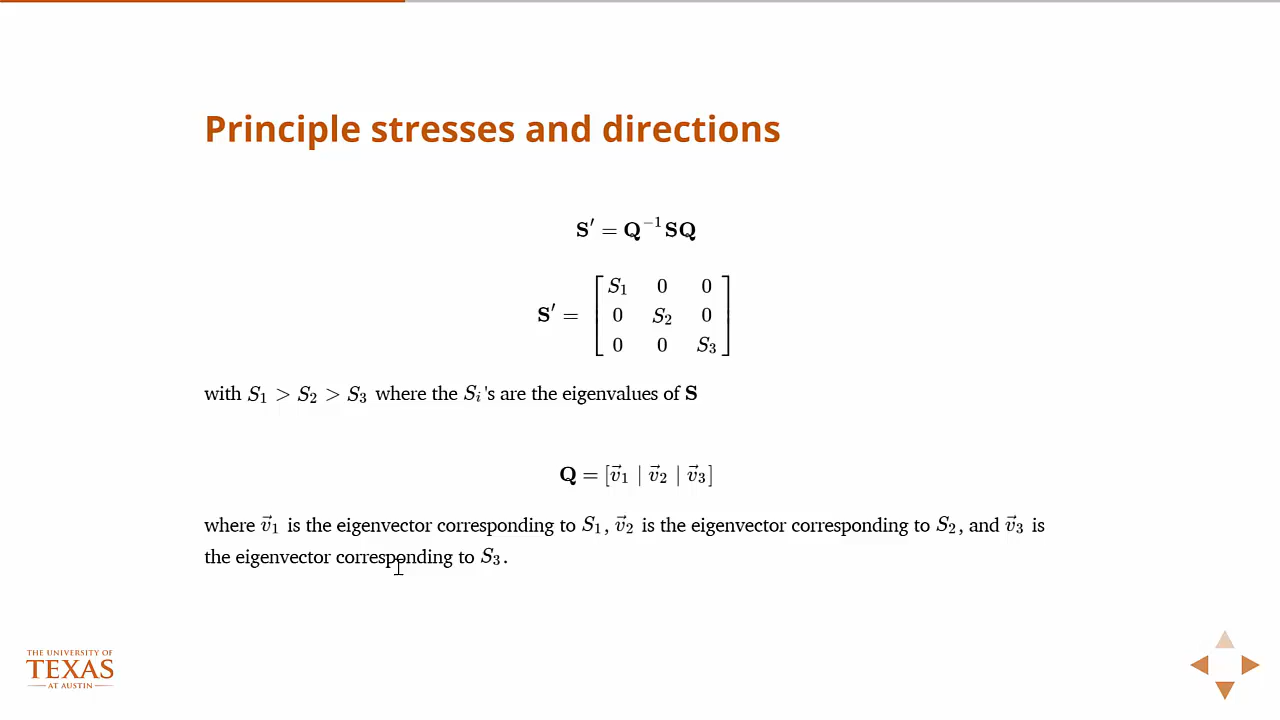 Principle stresses and directions
S′ = Q⁻¹SQ
S′ = [S₁ 0 0
0 S₂ 0
0 0 S₃]
with S₁ > S₂ > S₃ where the Sᵢ's are the eigenvalues of S
Q = [v⃗₁ | v⃗₂ | v⃗₃]
where v⃗₁ is the eigenvector corresponding to S₁, v⃗₂ is the eigenvector corresponding to S₂, and v⃗₃ is
the eigenvector corresponding to S₃.
THE UNIVERSITY OF
TEXAS
AT AUSTIN